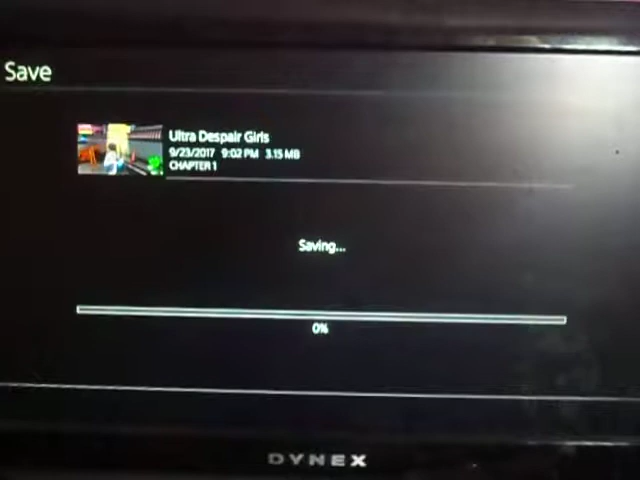 Save
Ultra Despair Girls
9/23/2017 9:02 PM 3.15 MB
CHAPTER 1
Saving...
0%
DYNEX